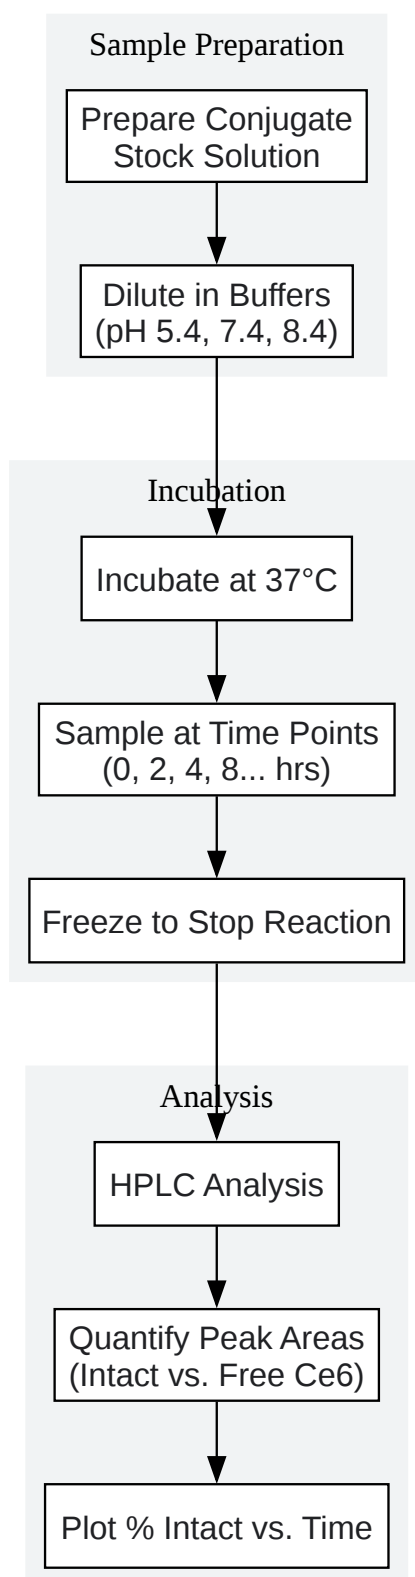 Sample Preparation
Prepare Conjugate
Stock Solution
Dilute in Buffers
(pH 5.4, 7.4, 8.4)
Incubation
Incubate at 37°C
Sample at Time Points
(0, 2, 4, 8... hrs)
Freeze to Stop Reaction
Analysis
HPLC Analysis
Quantify Peak Areas
(Intact vs. Free Ce6)
Plot % Intact vs. Time